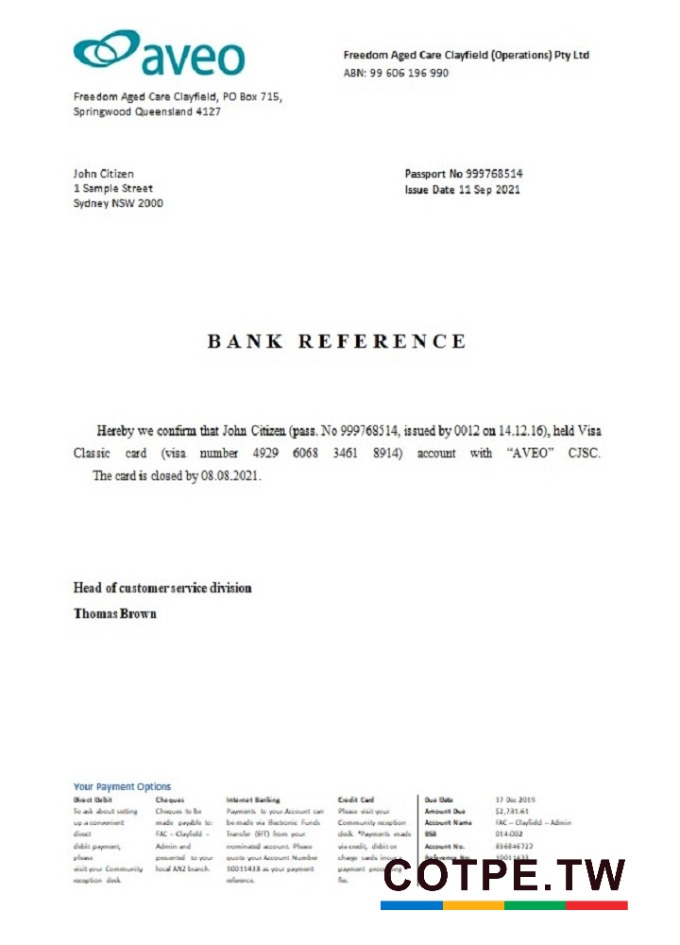 aveo
Freedom Aged Care Clayfield (Operations) Pty Ltd
ABN: 99 606 196 990
Freedom Aged Care Clayfield, PO Box 715,
Springwood Queensland 4127
John Citizen
1 Sample Street
Sydney NSW 2000
Passport No 999768514
Issue Date 11 Sep 2021
BANK REFERENCE
Hereby we confirm that John Citizen (pass. No 999768514, issued by 0012 on 14.12.16), held Visa
Classic card (visa number 4929 6068 3461 8914) account with “AVEO” CJSC.
The card is closed by 08.08.2021.
Head of customer service division
Thomas Brown
Your Payment Options
Direct Debit
To ask about setting
up a convenient
direct
debit payment,
please
visit your Community
reception desk.
Cheques
Cheques to be
made payable to:
FAC – Clayfield –
Admin and
presented to your
local ANZ branch.
Internet Banking
Payments to your Account can
be made via Electronic Funds
Transfer (EFT) from your
nominated account. Please
quote your Account Number
10011433 as your payment
reference.
Credit Card
Please visit your
Community reception
desk. *Payments made
via credit, debit or
charge cards incur a
payment processing
fee.
Due Date 17 Dec 2019
Amount Due $2,731.61
Account Name FAC – Clayfield – Admin
BSB 014-002
Account No. 836846727
Reference No. 10011433
COTPE.TW